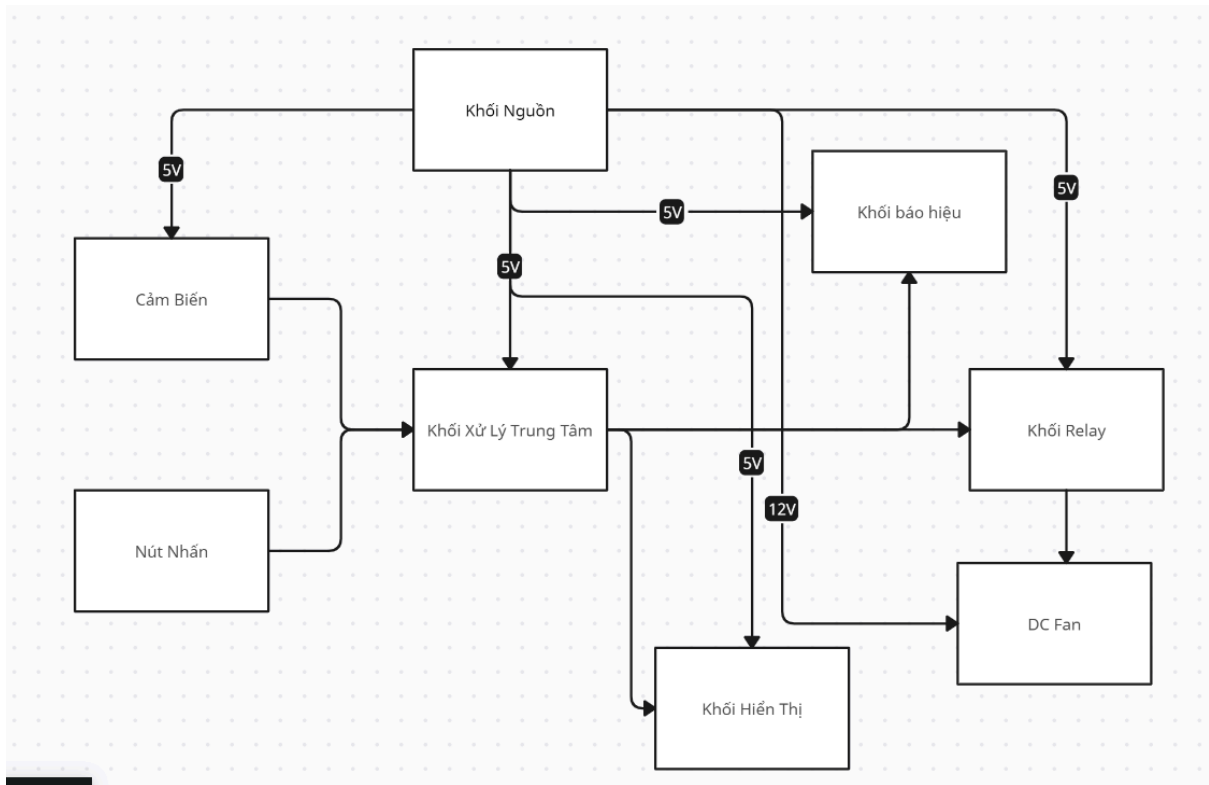 Khối Nguồn
5V
5V
Khối báo hiệu
5V
5V
Cảm Biến
Khối Xử Lý Trung Tâm
Khối Relay
5V
12V
Nút Nhấn
DC Fan
Khối Hiển Thị